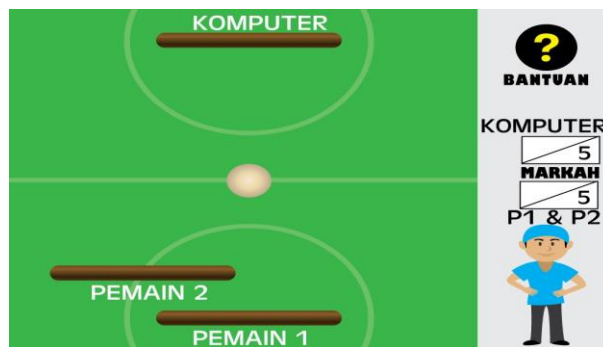 KOMPUTER
?
BANTUAN
KOMPUTER
5
MARKAH
5
P1 & P2
PEMAIN 2
PEMAIN 1